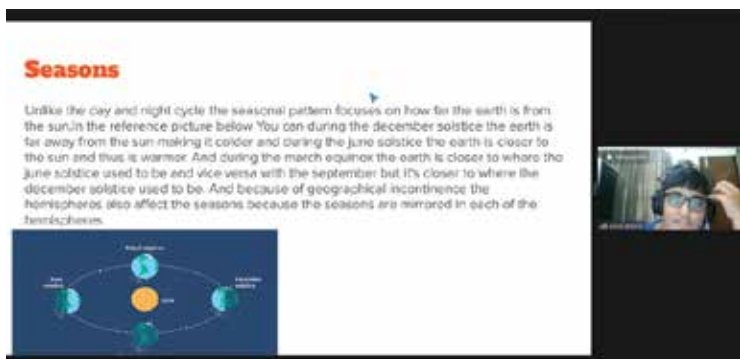 Seasons
Unlike the day and night cycle the seasonal pattern focuses on how far the earth is from
the sun.in the reference picture below You can during the december solstice the earth is
far away from the sun making it colder and during the june solstice the earth is closer to
the sun and thus is warmer. And during the march equinox the earth is closer to where the
june solstice used to be and vice versa with the september but it's closer to where the
december solstice used to be. And because of geographical incontinence the
hemispheres also affect the seasons because the seasons are mirrored in each of the
hemispheres